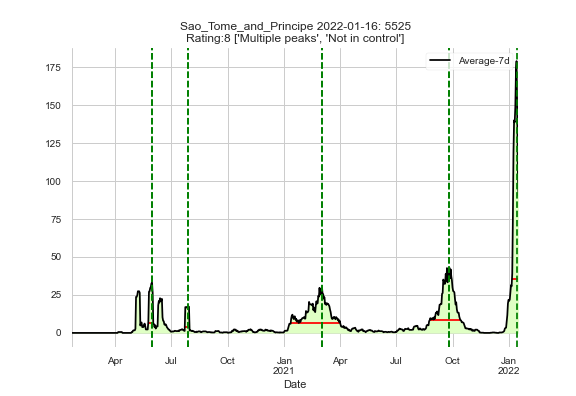 Sao_Tome_and_Principe 2022-01-16: 5525
Rating:8 ['Multiple peaks', 'Not in control']
Average-7d
175
150
125
100
75
50
25
0
Apr Jul Oct Jan Apr Jul Oct Jan
2021 2022
Date